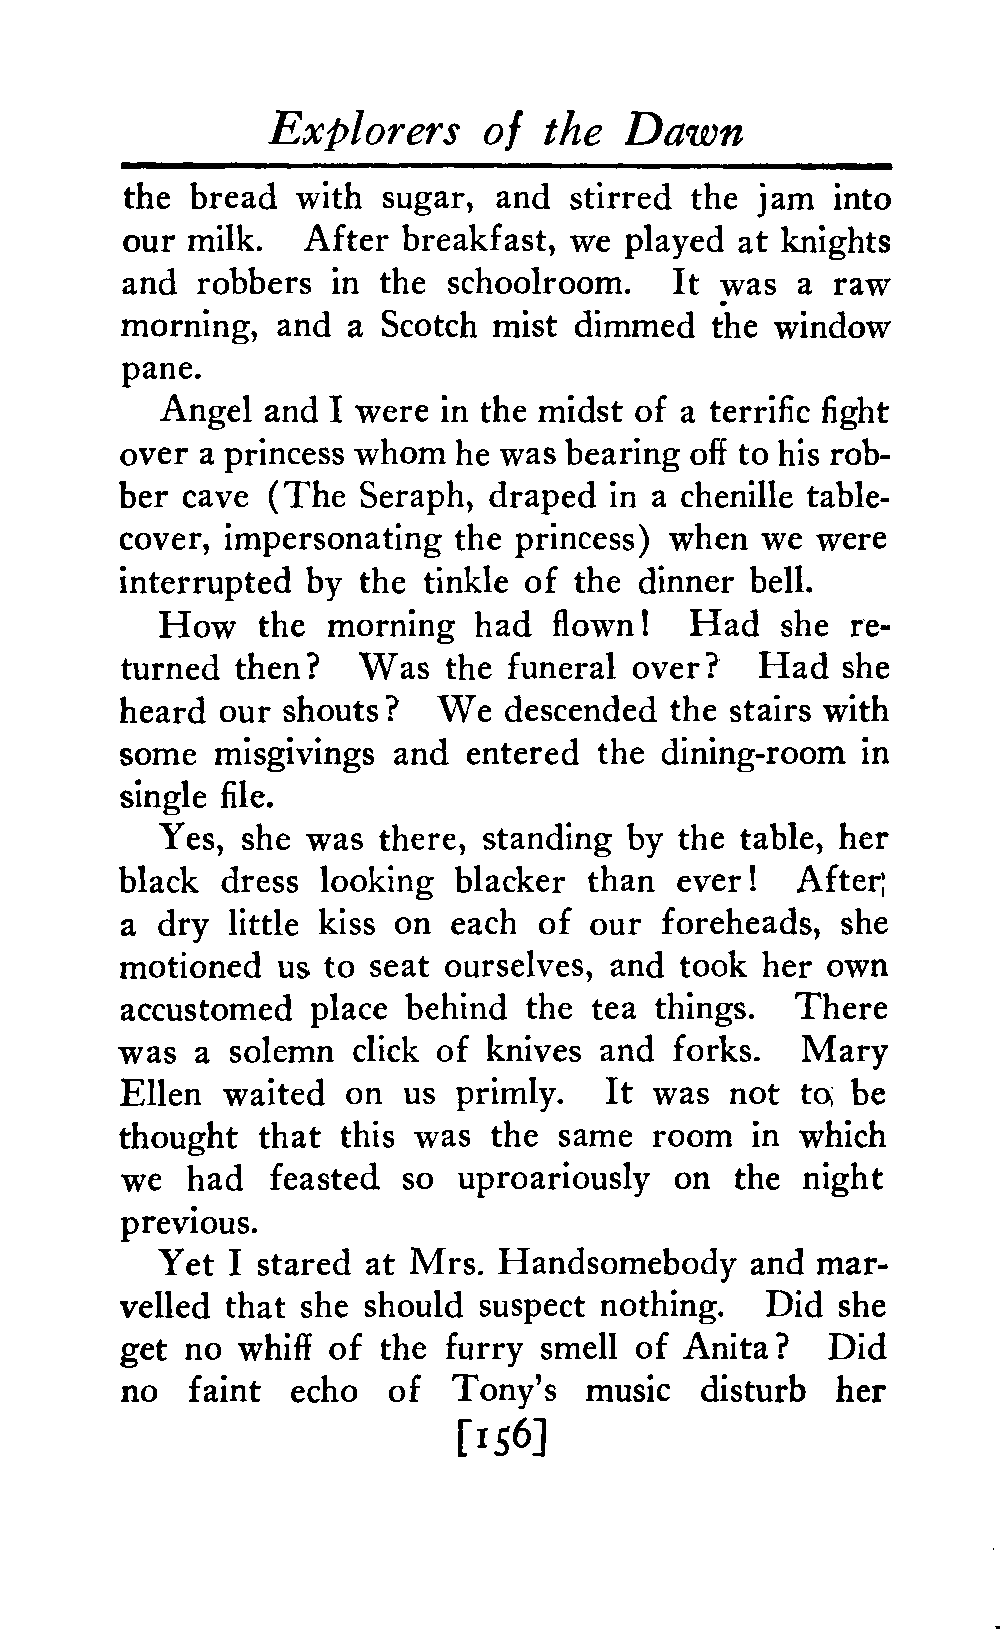 Explorers of the Dawn
the bread with sugar, and stirred the jam into
our milk. After breakfast, we played at knights
and robbers in the schoolroom. It was a raw
morning, and a Scotch mist dimmed the window
pane.
Angel and I were in the midst of a terrific fight
over a princess whom he was bearing off to his rob-
ber cave (The Seraph, draped in a chenille table-
cover, impersonating the princess) when we were
interrupted by the tinkle of the dinner bell.
How the morning had flown! Had she re-
turned then? Was the funeral over? Had she
heard our shouts? We descended the stairs with
some misgivings and entered the dining-room in
single file.
Yes, she was there, standing by the table, her
black dress looking blacker than ever! After
a dry little kiss on each of our foreheads, she
motioned us to seat ourselves, and took her own
accustomed place behind the tea things. There
was a solemn click of knives and forks. Mary
Ellen waited on us primly. It was not to be
thought that this was the same room in which
we had feasted so uproariously on the night
previous.
Yet I stared at Mrs. Handsomebody and mar-
velled that she should suspect nothing. Did she
get no whiff of the furry smell of Anita? Did
no faint echo of Tony's music disturb her
[156]